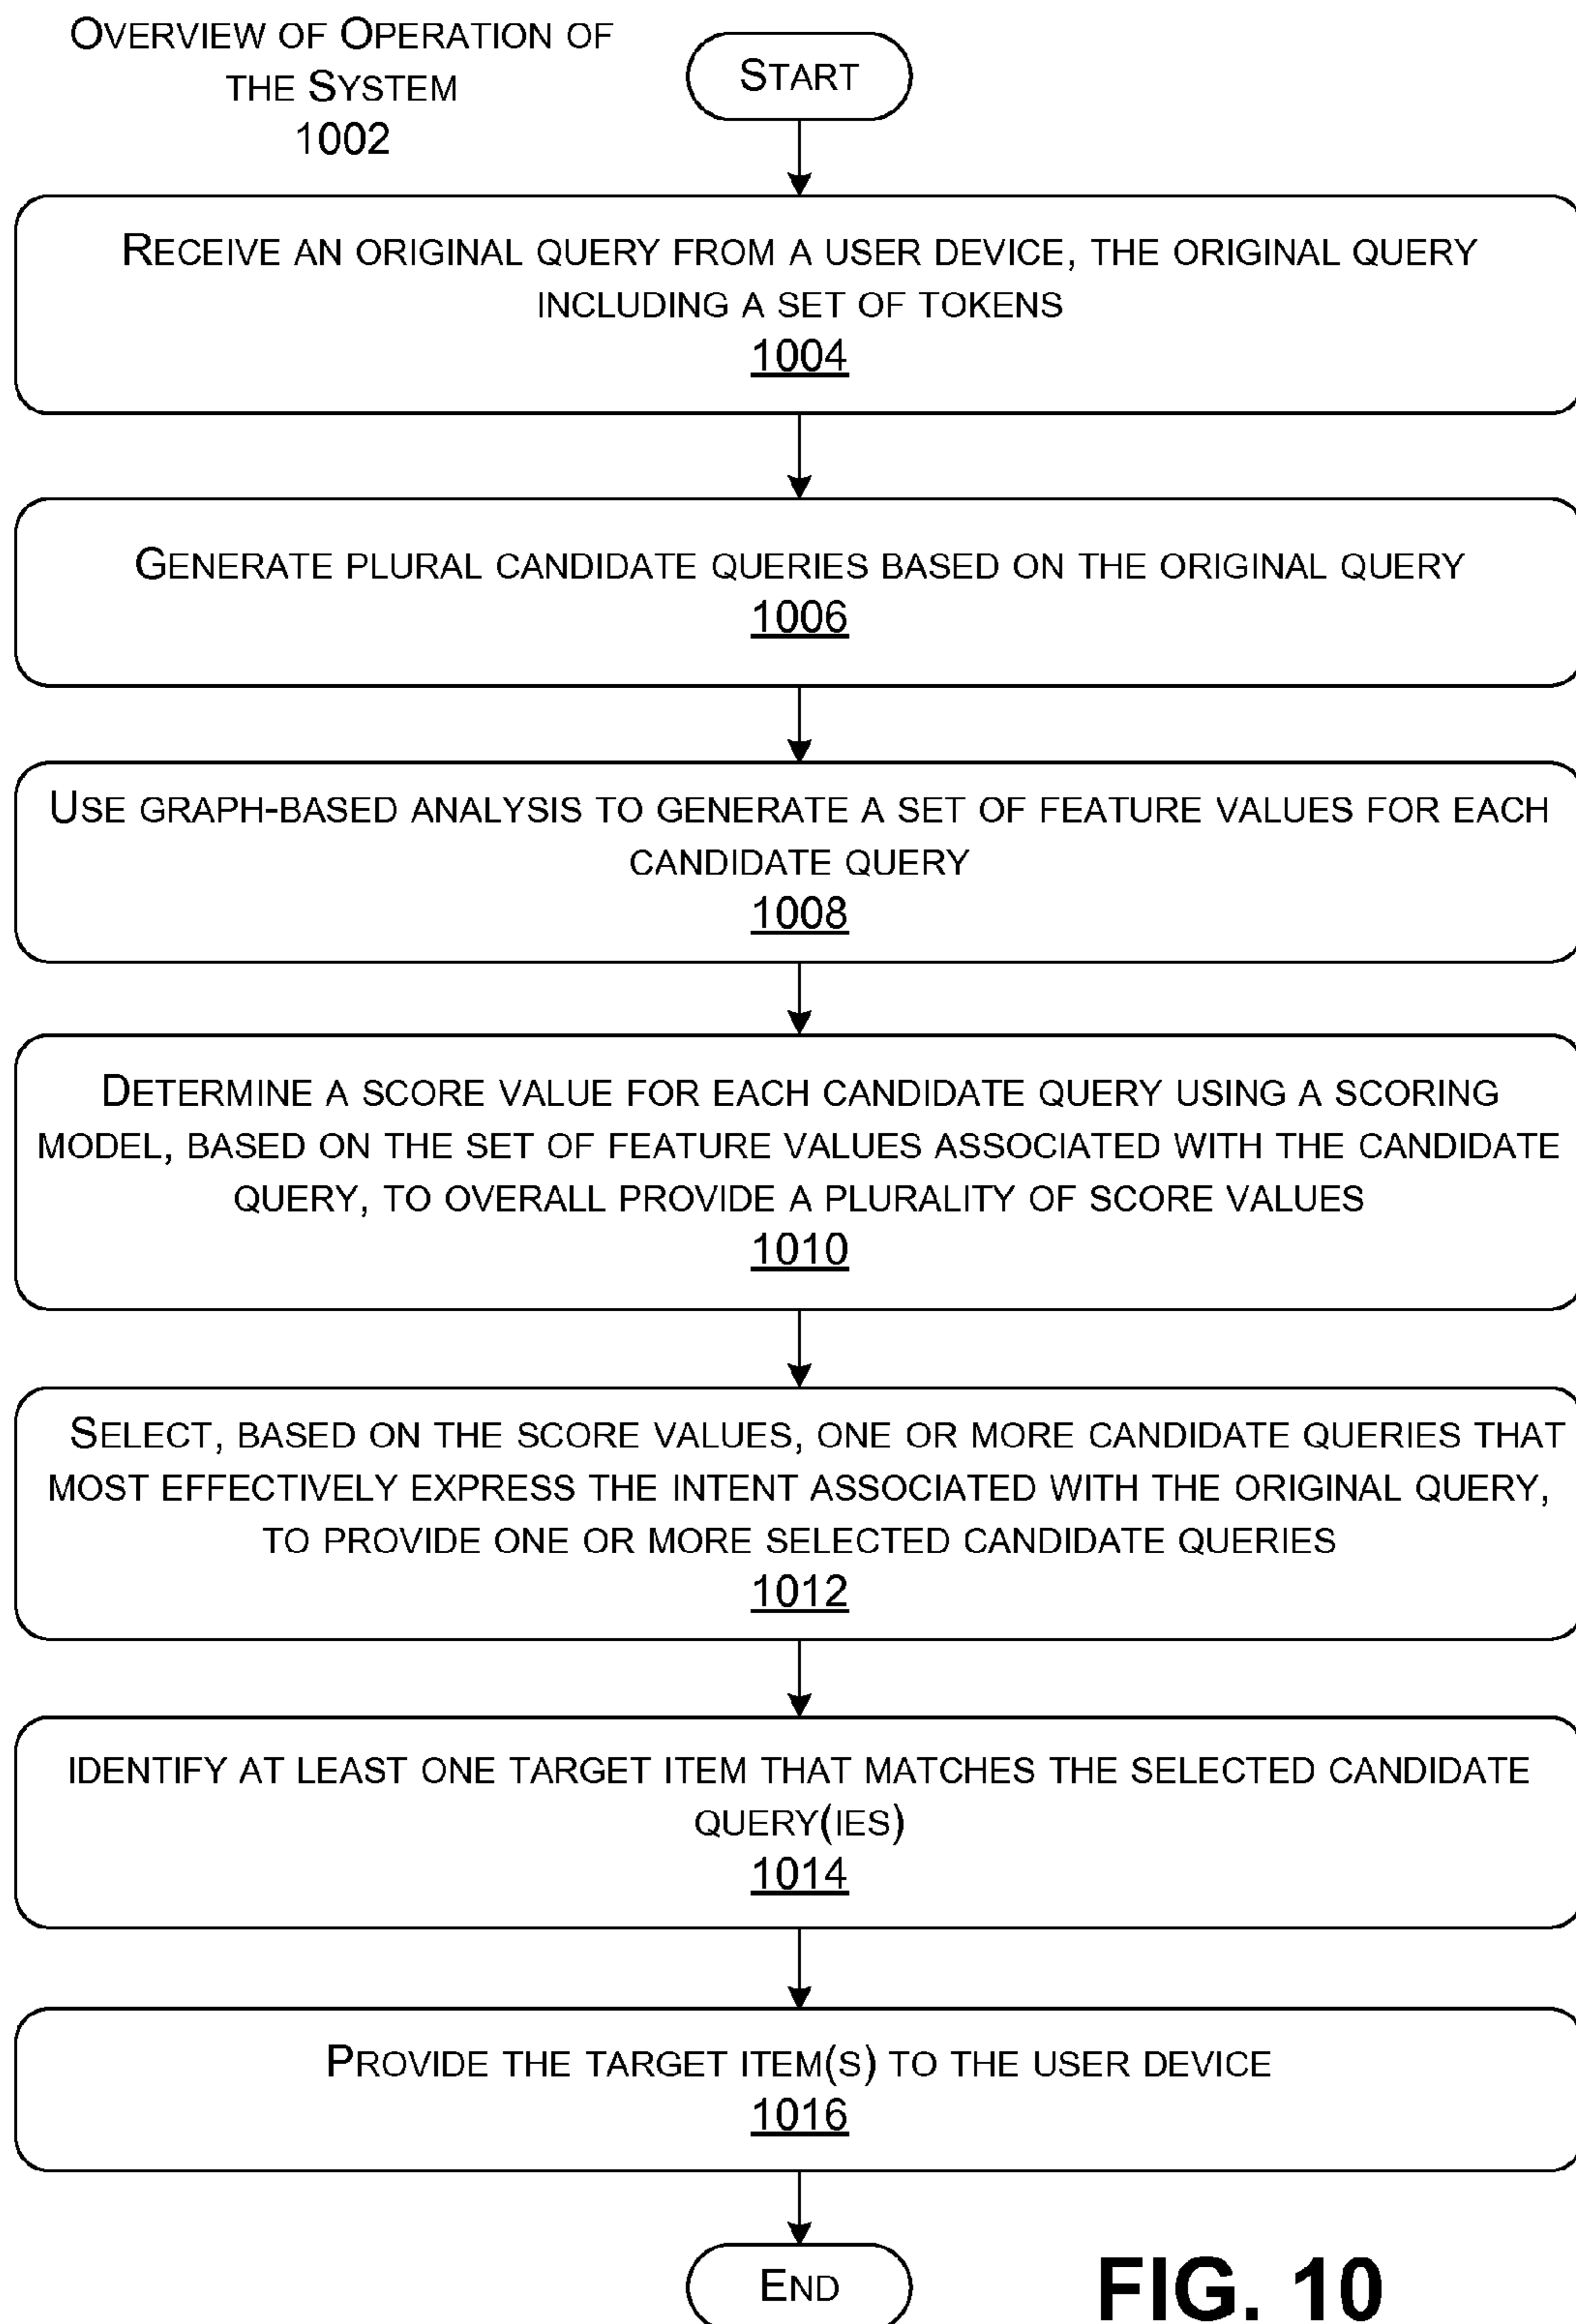 OVERVIEW OF OPERATION OF
THE SYSTEM
1002
START
RECEIVE AN ORIGINAL QUERY FROM A USER DEVICE, THE ORIGINAL QUERY
INCLUDING A SET OF TOKENS
1004
GENERATE PLURAL CANDIDATE QUERIES BASED ON THE ORIGINAL QUERY
1006
USE GRAPH-BASED ANALYSIS TO GENERATE A SET OF FEATURE VALUES FOR EACH
CANDIDATE QUERY
1008
DETERMINE A SCORE VALUE FOR EACH CANDIDATE QUERY USING A SCORING
MODEL, BASED ON THE SET OF FEATURE VALUES ASSOCIATED WITH THE CANDIDATE
QUERY, TO OVERALL PROVIDE A PLURALITY OF SCORE VALUES
1010
SELECT, BASED ON THE SCORE VALUES, ONE OR MORE CANDIDATE QUERIES THAT
MOST EFFECTIVELY EXPRESS THE INTENT ASSOCIATED WITH THE ORIGINAL QUERY,
TO PROVIDE ONE OR MORE SELECTED CANDIDATE QUERIES
1012
IDENTIFY AT LEAST ONE TARGET ITEM THAT MATCHES THE SELECTED CANDIDATE
QUERY(IES)
1014
PROVIDE THE TARGET ITEM(S) TO THE USER DEVICE
1016
END
FIG. 10